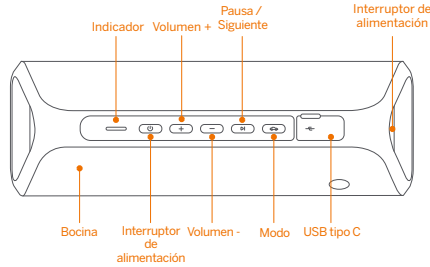 Pausa /
Interruptor de
Indicador Volumen + Siguiente
alimentación
Bocina
Interruptor
de
alimentación
Volumen -
Modo
USB tipo C